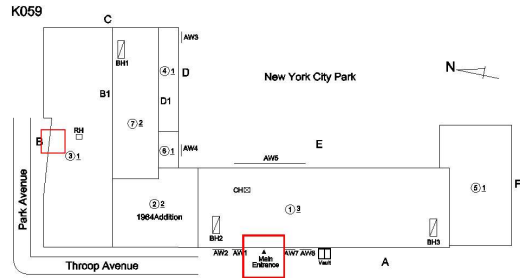 K059
C
AW3
BH1
④ 1
D
New York City Park
N
B1
D1
⑦ 2
RH
B
③ 1
⑥ 1
AW4
E
AW5
Park Avenue
CH
① 3
⑤ 1
F
② 2
1984Addition
BH2
BH3
AW2
AW1
Main
Entrance
AW7
AW6
Vault
A
Throop Avenue